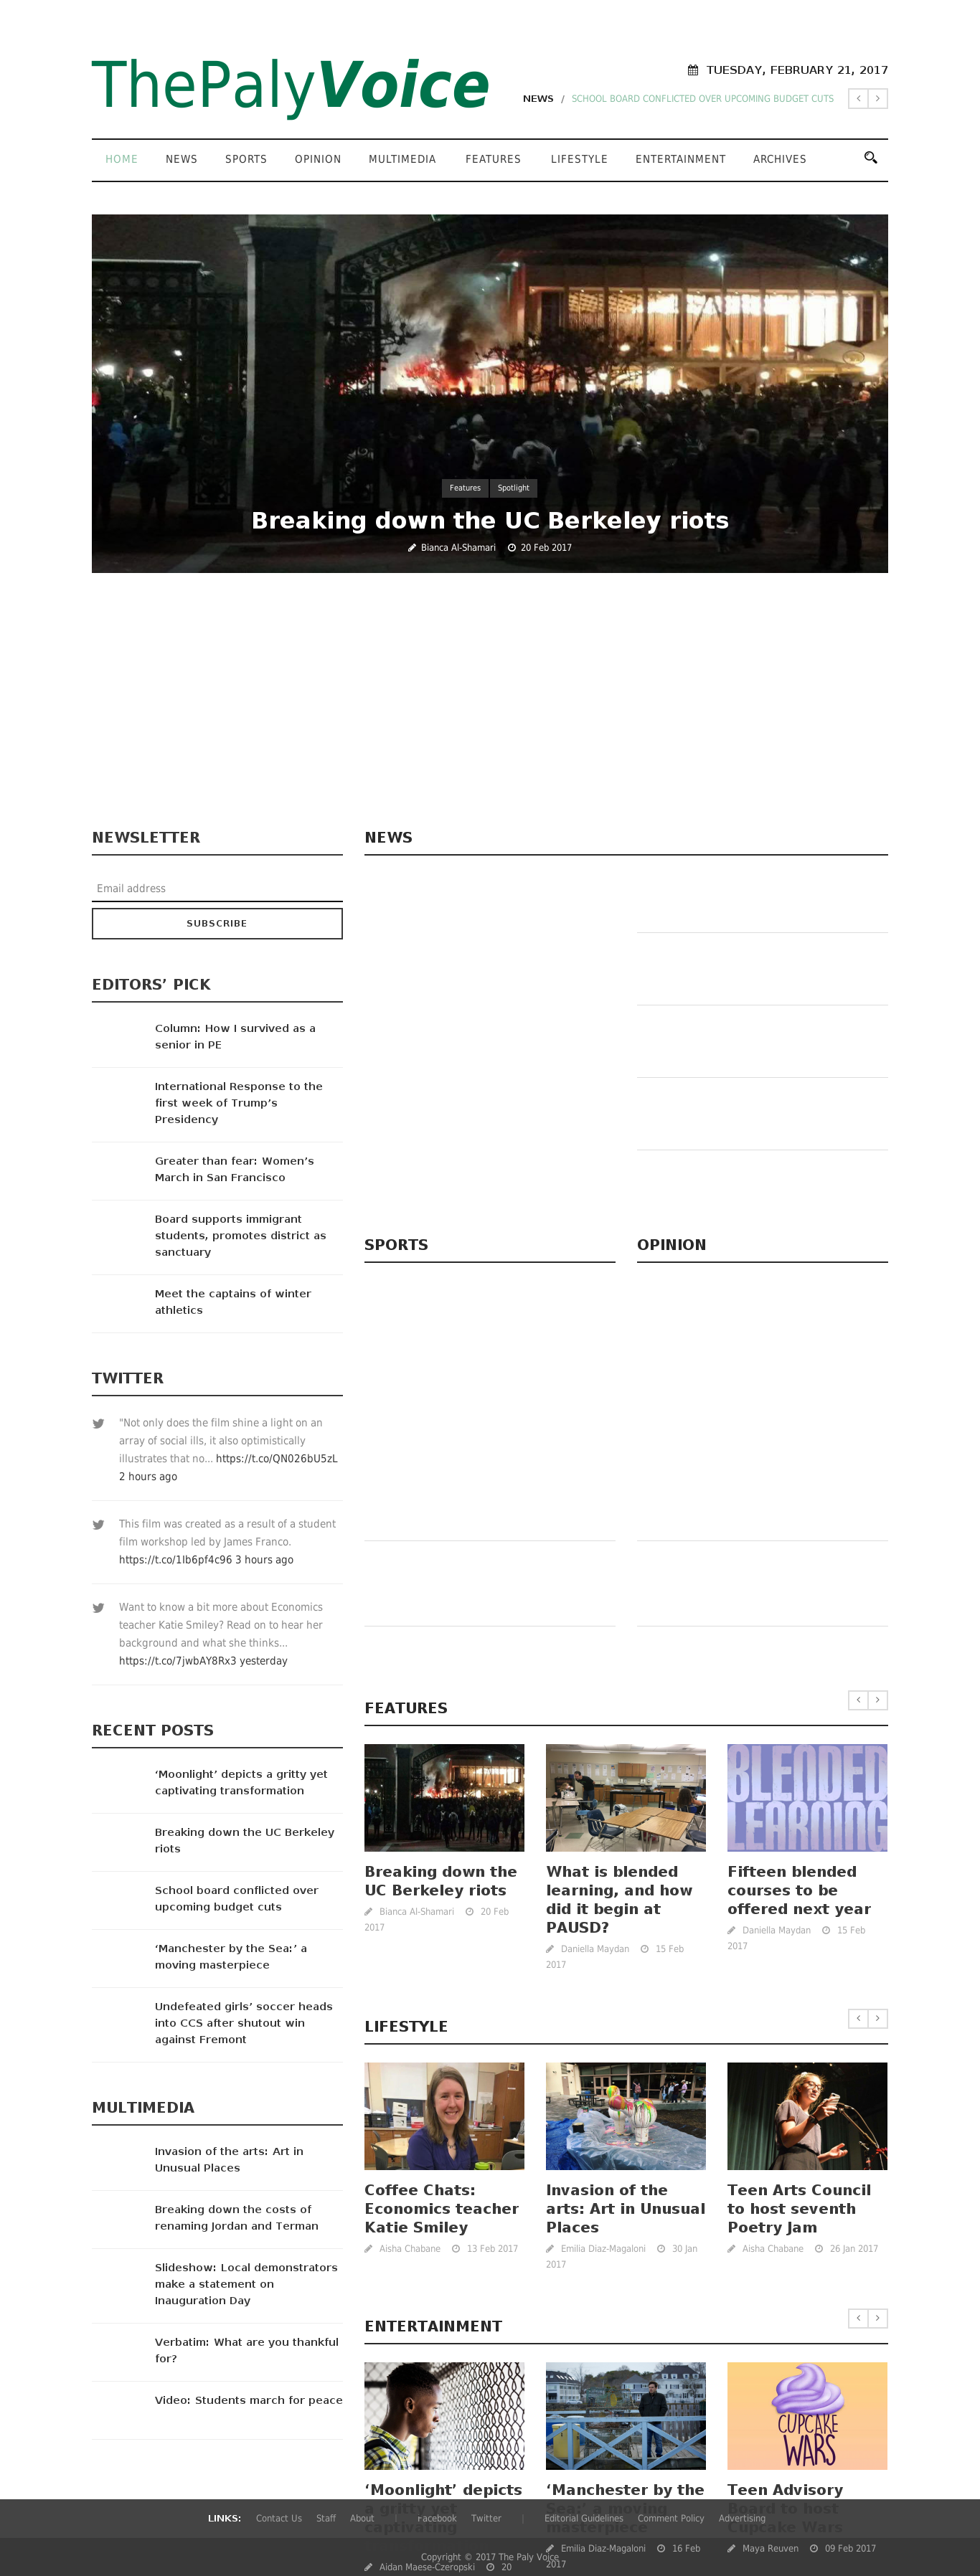 ThePalyVoice
TUESDAY, FEBRUARY 21, 2017
NEWS / SCHOOL BOARD CONFLICTED OVER UPCOMING BUDGET CUTS
HOME NEWS SPORTS OPINION MULTIMEDIA FEATURES LIFESTYLE ENTERTAINMENT ARCHIVES
Features Spotlight
Breaking down the UC Berkeley riots
Bianca Al-Shamari 20 Feb 2017
NEWSLETTER
Email address
SUBSCRIBE
EDITORS’ PICK
Column: How I survived as a
senior in PE
International Response to the
first week of Trump’s
Presidency
Greater than fear: Women’s
March in San Francisco
Board supports immigrant
students, promotes district as
sanctuary
Meet the captains of winter
athletics
TWITTER
"Not only does the film shine a light on an
array of social ills, it also optimistically
illustrates that no... https://t.co/QN026bU5zL
2 hours ago
This film was created as a result of a student
film workshop led by James Franco.
https://t.co/1lb6pf4c96 3 hours ago
Want to know a bit more about Economics
teacher Katie Smiley? Read on to hear her
background and what she thinks...
https://t.co/7jwbAY8Rx3 yesterday
RECENT POSTS
‘Moonlight’ depicts a gritty yet
captivating transformation
Breaking down the UC Berkeley
riots
School board conflicted over
upcoming budget cuts
‘Manchester by the Sea:’ a
moving masterpiece
Undefeated girls’ soccer heads
into CCS after shutout win
against Fremont
MULTIMEDIA
Invasion of the arts: Art in
Unusual Places
Breaking down the costs of
renaming Jordan and Terman
Slideshow: Local demonstrators
make a statement on
Inauguration Day
Verbatim: What are you thankful
for?
Video: Students march for peace
NEWS
SPORTS
OPINION
FEATURES
Breaking down the
UC Berkeley riots
Bianca Al-Shamari 20 Feb
2017
What is blended
learning, and how
did it begin at
PAUSD?
Daniella Maydan 15 Feb
2017
BLENDED
LEARNING
Fifteen blended
courses to be
offered next year
Daniella Maydan 15 Feb
2017
LIFESTYLE
Coffee Chats:
Economics teacher
Katie Smiley
Aisha Chabane 13 Feb 2017
Invasion of the
arts: Art in Unusual
Places
Emilia Diaz-Magaloni 30 Jan
2017
Teen Arts Council
to host seventh
Poetry Jam
Aisha Chabane 26 Jan 2017
ENTERTAINMENT
‘Moonlight’ depicts
a gritty yet
captivating
Aidan Maese-Czeropski 20
‘Manchester by the
Sea:’ a moving
masterpiece
Emilia Diaz-Magaloni 16 Feb
2017
CUPCAKE
WARS
Teen Advisory
Board to host
Cupcake Wars
Maya Reuven 09 Feb 2017
LINKS: Contact Us Staff About | Facebook Twitter | Editorial Guidelines Comment Policy Advertising
Copyright © 2017 The Paly Voice